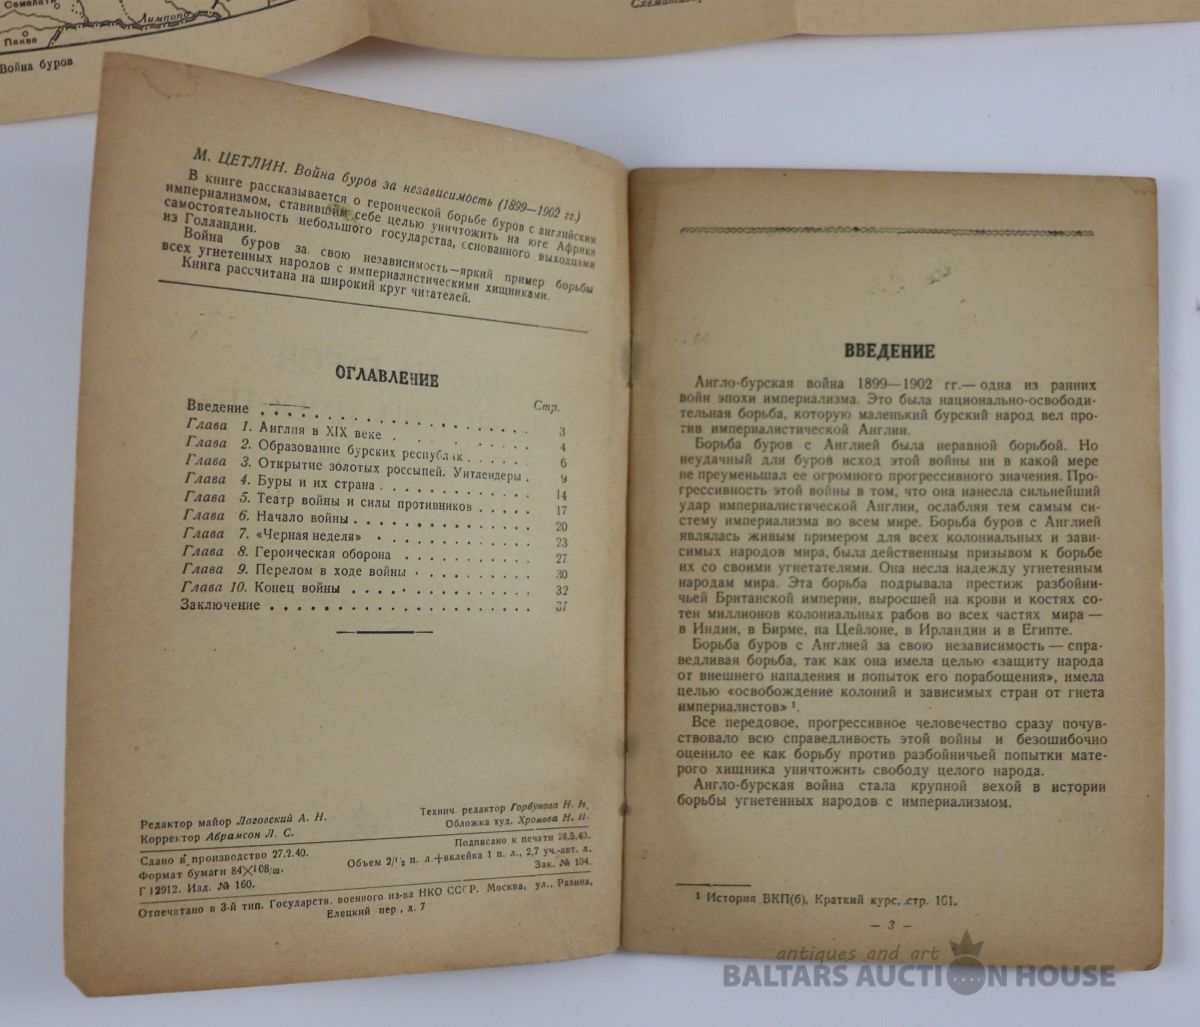 Семалати
Лимпопо
Паква
Война буров
М. ЦЕТЛИН. Война буров за независимость (1899—1902 гг.)
В книге рассказывается о героической борьбе буров с английским
империализмом, ставившим себе целью уничтожить на юге Африки
самостоятельность небольшого государства, основанного выходцами
из Голландии.
Война буров за свою независимость—яркий пример борьбы
всех угнетенных народов с империалистическими хищниками.
Книга рассчитана на широкий круг читателей.
ОГЛАВЛЕНИЕ
Стр.
Введение 3
Глава 1. Англия в XIX веке 4
Глава 2. Образование бурских республик 6
Глава 3. Открытие золотых россыпей. Уитлендеры 9
Глава 4. Буры и их страна 14
Глава 5. Театр войны и силы противников 17
Глава 6. Начало войны 20
Глава 7. «Черная неделя» 23
Глава 8. Героическая оборона 27
Глава 9. Перелом в ходе войны 30
Глава 10. Конец войны 32
Заключение 37
Редактор майор Лаговский А. Н.
Корректор Абрамсон Л. С.
Технич. редактор Горбунова Н. Н.
Обложка худ. Хромова Н. П.
Сдано в производство 27.2.40.
Подписано к печати 28.5.40.
Формат бумаги 84×108/
Объем 2/1 2 п. л.+вклейка 1 п. л., 2,7 уч.-авт. л.
Г 12912. Изд. № 160.
Зак. № 104.
Отпечатано в 3-й тип. Государств. военного из-ва НКО СССР. Москва, ул., Разина,
Елецкий пер., д. 7
ВВЕДЕНИЕ
Англо-бурская война 1899—1902 гг.— одна из ранних
войн эпохи империализма. Это была национально-освободи-
тельная борьба, которую маленький бурский народ вел про-
тив империалистической Англии.
Борьба буров с Англией была неравной борьбой. Но
неудачный для буров исход этой войны ни в какой мере
не преуменьшал ее огромного прогрессивного значения. Про-
грессивность этой войны в том, что она нанесла сильнейший
удар империалистической Англии, ослабляя тем самым си-
стему империализма во всем мире. Борьба буров с Англией
являлась живым примером для всех колониальных и зави-
симых народов мира, была действенным призывом к борьбе
их со своими угнетателями. Она несла надежду угнетенным
народам мира. Эта борьба подрывала престиж разбойни-
чьей Британской империи, выросшей на крови и костях со-
тен миллионов колониальных рабов во всех частях мира —
в Индии, в Бирме, на Цейлоне, в Ирландии и в Египте.
Борьба буров с Англией за свою независимость — спра-
ведливая борьба, так как она имела целью «защиту народа
от внешнего нападения и попыток его порабощения», имела
целью «освобождение колоний и зависимых стран от гнета
империалистов» ¹.
Все передовое, прогрессивное человечество сразу почув-
ствовало всю справедливость этой войны и безошибочно
оценило ее как борьбу против разбойничьей попытки мате-
рого хищника уничтожить свободу целого народа.
Англо-бурская война стала крупной вехой в истории
борьбы угнетенных народов с империализмом.
¹ История ВКП(б). Краткий курс, стр. 161.
— 3 —
antiques and art
BALTARS AUCTION HOUSE